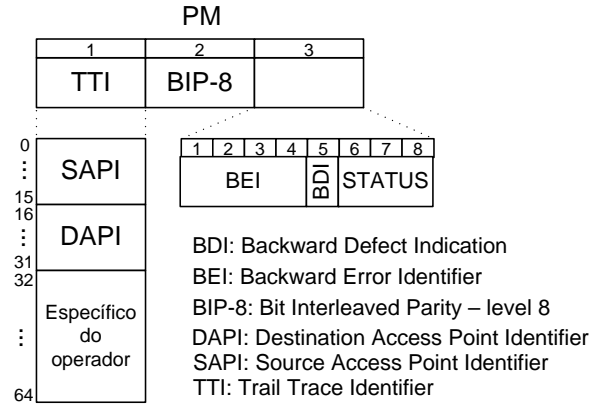 PM
1 2 3
TTI BIP-8
0
⋮
15
SAPI
16
⋮
31
DAPI
32
⋮
64
Específico
do
operador
1 2 3 4 5 6 7 8
BEI BDI STATUS
BDI: Backward Defect Indication
BEI: Backward Error Identifier
BIP-8: Bit Interleaved Parity – level 8
DAPI: Destination Access Point Identifier
SAPI: Source Access Point Identifier
TTI: Trail Trace Identifier